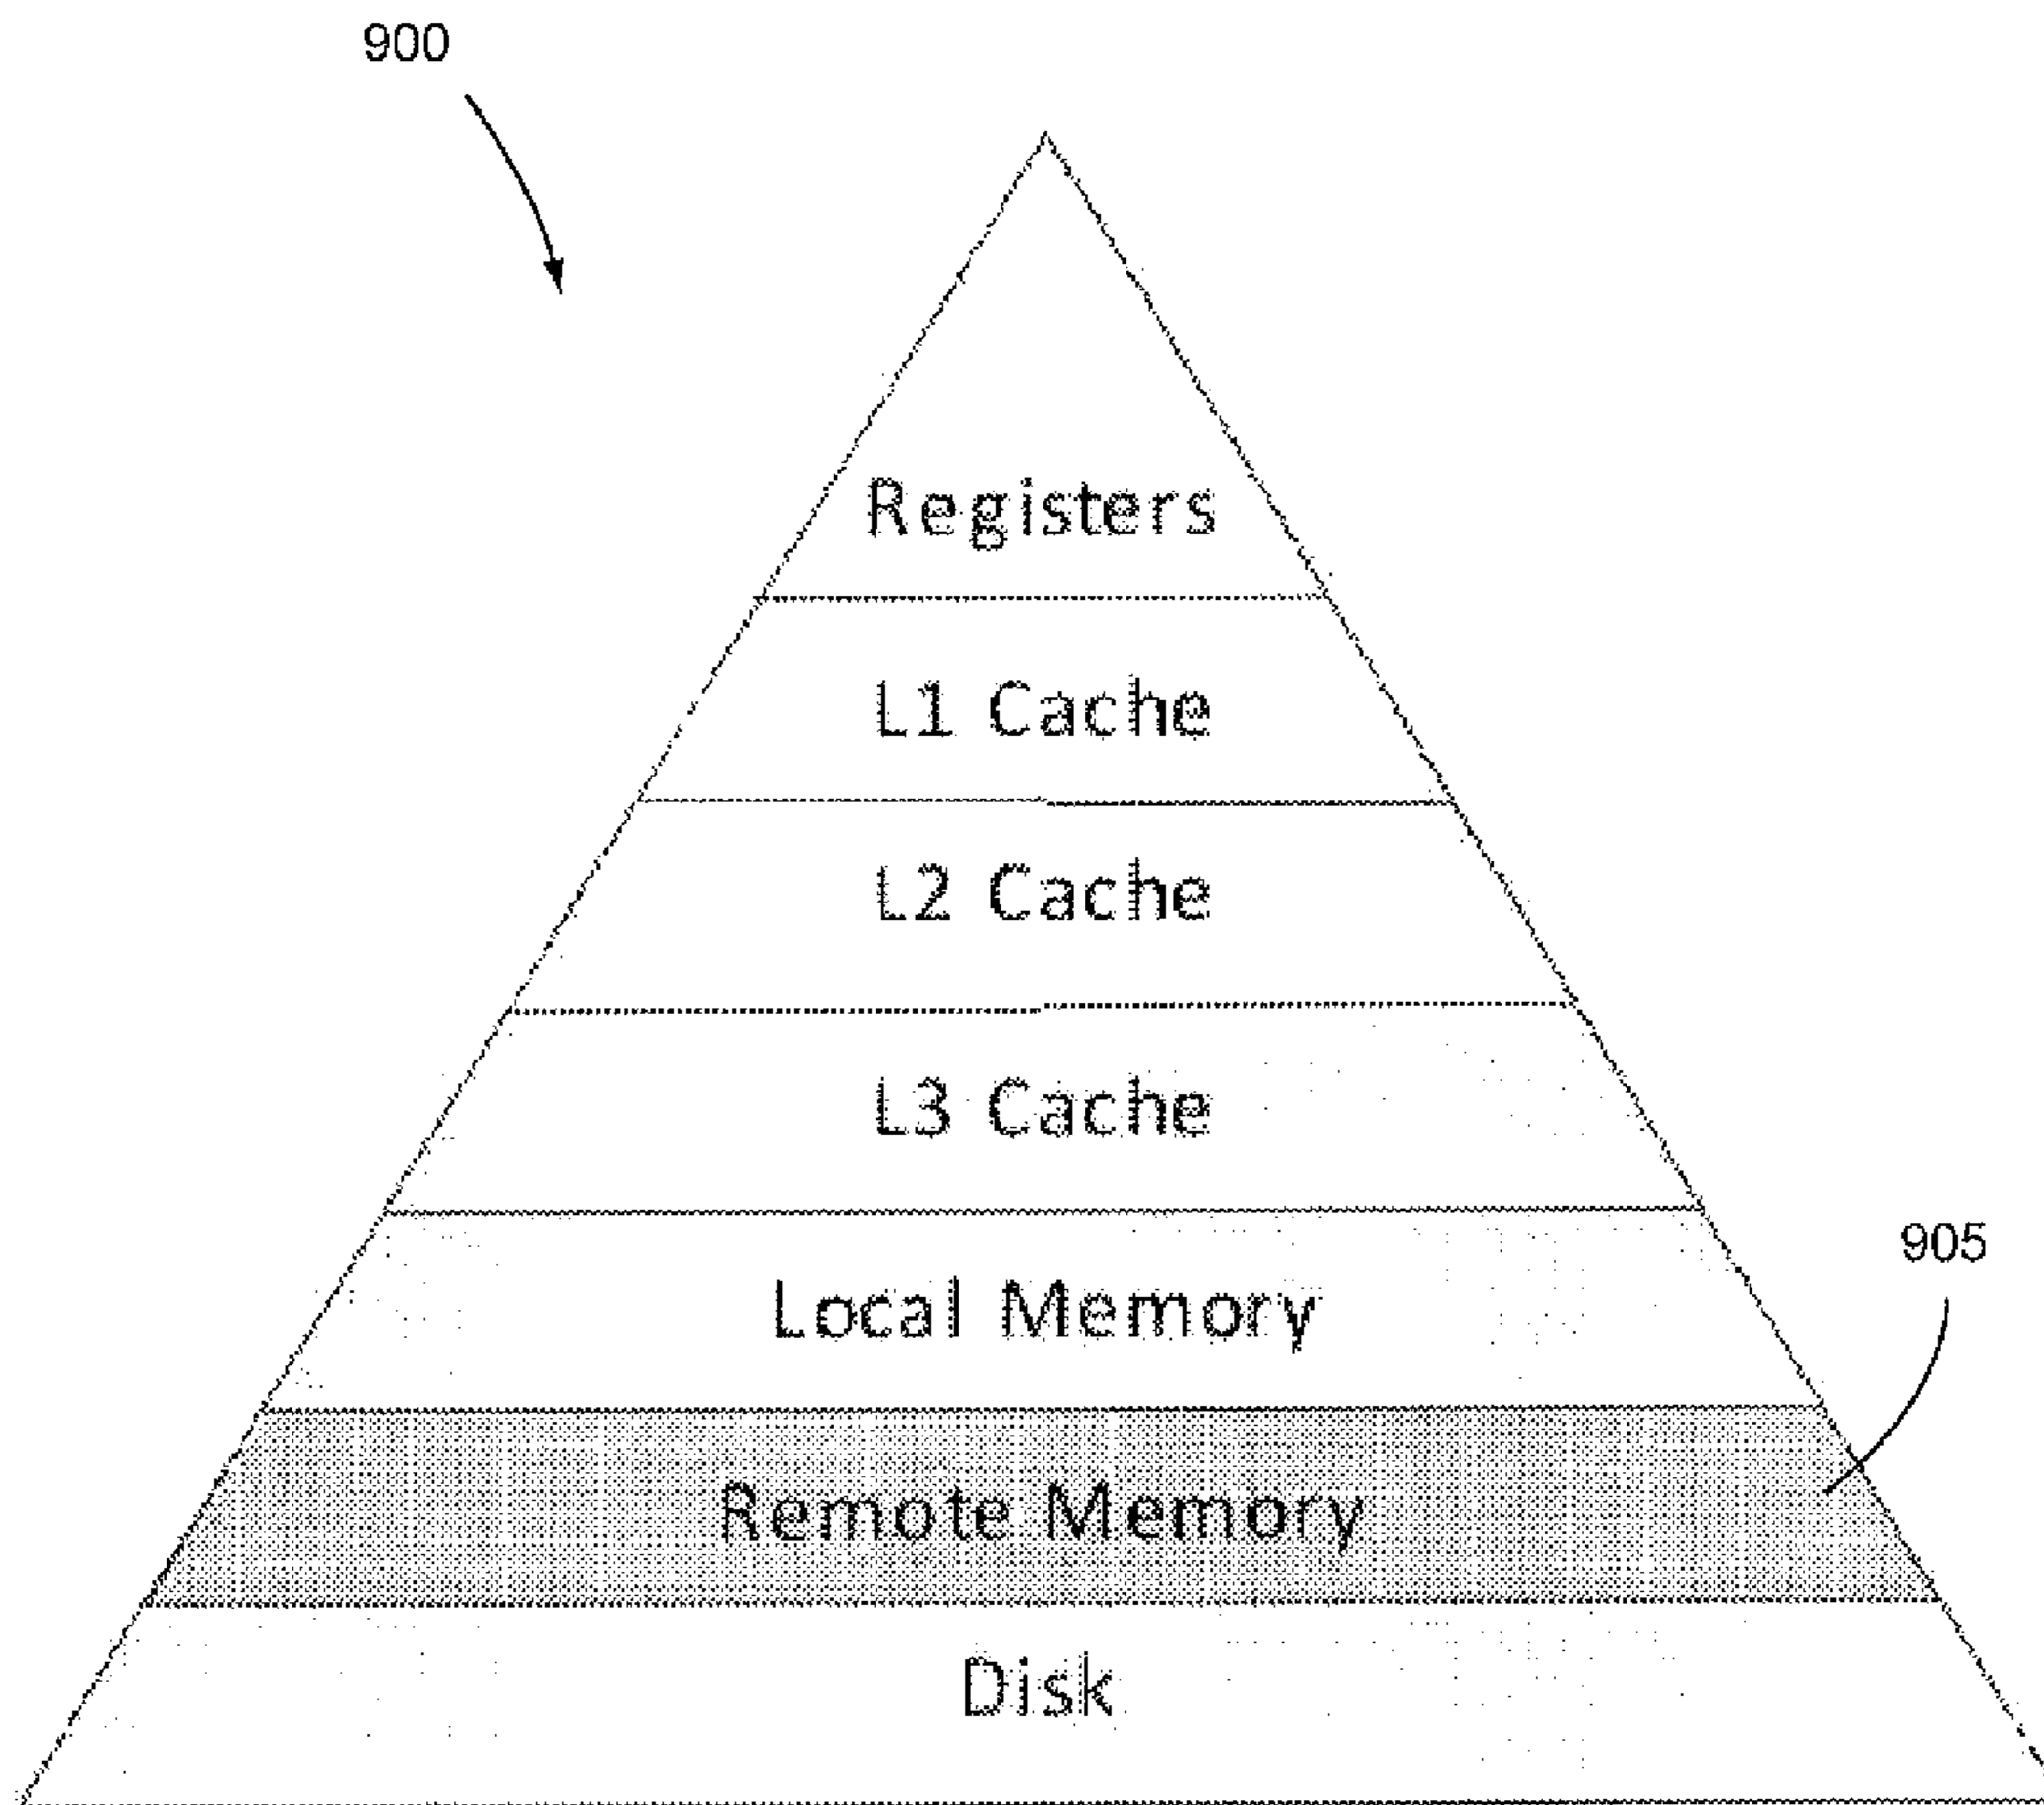 900
Registers
L1 Cache
L2 Cache
L3 Cache
Local Memory
905
Remote Memory
Disk